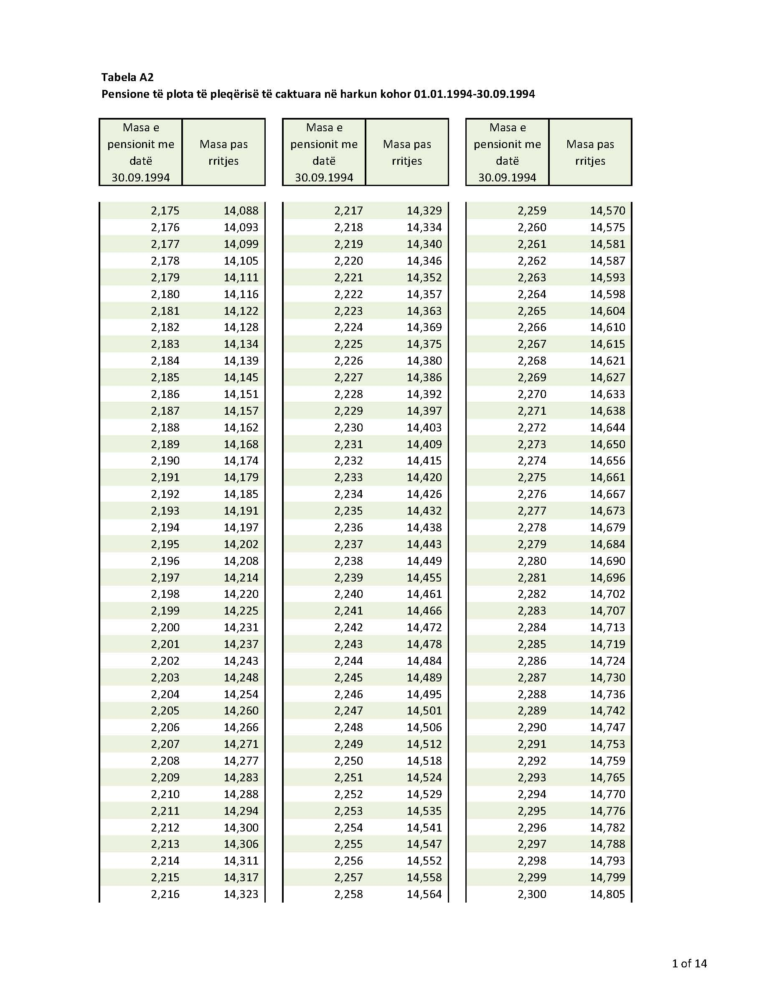 Tabela A2
Pensione të plota të pleqërisë të caktuara në harkun kohor 01.01.1994-30.09.1994
Masa e pensionit me datë 30.09.1994 Masa pas rritjes Masa e pensionit me datë 30.09.1994 Masa pas rritjes Masa e pensionit me datë 30.09.1994 Masa pas rritjes
2,175 14,088 2,217 14,329 2,259 14,570
2,176 14,093 2,218 14,334 2,260 14,575
2,177 14,099 2,219 14,340 2,261 14,581
2,178 14,105 2,220 14,346 2,262 14,587
2,179 14,111 2,221 14,352 2,263 14,593
2,180 14,116 2,222 14,357 2,264 14,598
2,181 14,122 2,223 14,363 2,265 14,604
2,182 14,128 2,224 14,369 2,266 14,610
2,183 14,134 2,225 14,375 2,267 14,615
2,184 14,139 2,226 14,380 2,268 14,621
2,185 14,145 2,227 14,386 2,269 14,627
2,186 14,151 2,228 14,392 2,270 14,633
2,187 14,157 2,229 14,397 2,271 14,638
2,188 14,162 2,230 14,403 2,272 14,644
2,189 14,168 2,231 14,409 2,273 14,650
2,190 14,174 2,232 14,415 2,274 14,656
2,191 14,179 2,233 14,420 2,275 14,661
2,192 14,185 2,234 14,426 2,276 14,667
2,193 14,191 2,235 14,432 2,277 14,673
2,194 14,197 2,236 14,438 2,278 14,679
2,195 14,202 2,237 14,443 2,279 14,684
2,196 14,208 2,238 14,449 2,280 14,690
2,197 14,214 2,239 14,455 2,281 14,696
2,198 14,220 2,240 14,461 2,282 14,702
2,199 14,225 2,241 14,466 2,283 14,707
2,200 14,231 2,242 14,472 2,284 14,713
2,201 14,237 2,243 14,478 2,285 14,719
2,202 14,243 2,244 14,484 2,286 14,724
2,203 14,248 2,245 14,489 2,287 14,730
2,204 14,254 2,246 14,495 2,288 14,736
2,205 14,260 2,247 14,501 2,289 14,742
2,206 14,266 2,248 14,506 2,290 14,747
2,207 14,271 2,249 14,512 2,291 14,753
2,208 14,277 2,250 14,518 2,292 14,759
2,209 14,283 2,251 14,524 2,293 14,765
2,210 14,288 2,252 14,529 2,294 14,770
2,211 14,294 2,253 14,535 2,295 14,776
2,212 14,300 2,254 14,541 2,296 14,782
2,213 14,306 2,255 14,547 2,297 14,788
2,214 14,311 2,256 14,552 2,298 14,793
2,215 14,317 2,257 14,558 2,299 14,799
2,216 14,323 2,258 14,564 2,300 14,805
1 of 14